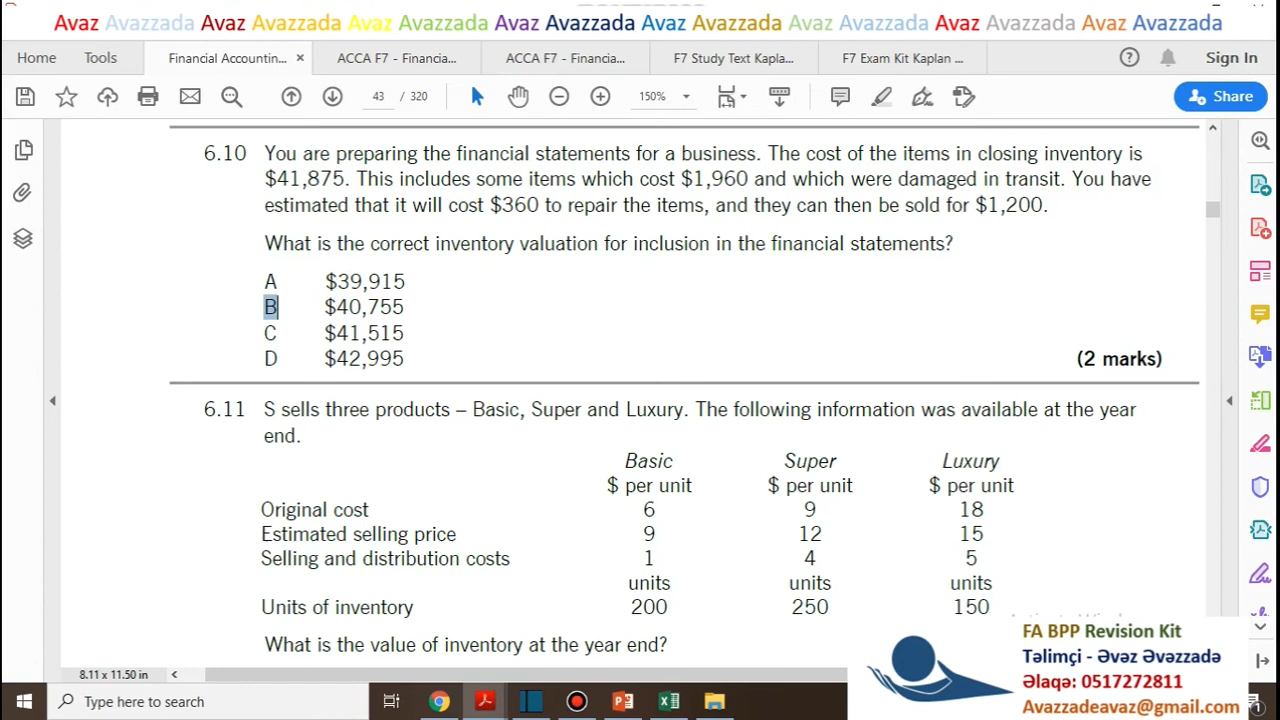 Avaz Avazzada Avaz Avazzada Avaz Avazzada Avaz Avazzada Avaz Avazzada Avaz Avazzada Avaz Avazzada Avaz Avazzada
Home Tools Financial Accountin... × ACCA F7 - Financia... ACCA F7 - Financia... F7 Study Text Kapla... F7 Exam Kit Kaplan ... Sign In
43 / 320 150% Share
6.10 You are preparing the financial statements for a business. The cost of the items in closing inventory is
$41,875. This includes some items which cost $1,960 and which were damaged in transit. You have
estimated that it will cost $360 to repair the items, and they can then be sold for $1,200.
What is the correct inventory valuation for inclusion in the financial statements?
A $39,915
B $40,755
C $41,515
D $42,995 (2 marks)
6.11 S sells three products – Basic, Super and Luxury. The following information was available at the year
end.
Basic Super Luxury
$ per unit $ per unit $ per unit
Original cost 6 9 18
Estimated selling price 9 12 15
Selling and distribution costs 1 4 5
units units units
Units of inventory 200 250 150
What is the value of inventory at the year end?
FA BPP Revision Kit
Təlimçi - Əvəz Əvəzzadə
Əlaqə: 0517272811
Avazzadeavaz@gmail.com
8.11 x 11.50 in
Type here to search